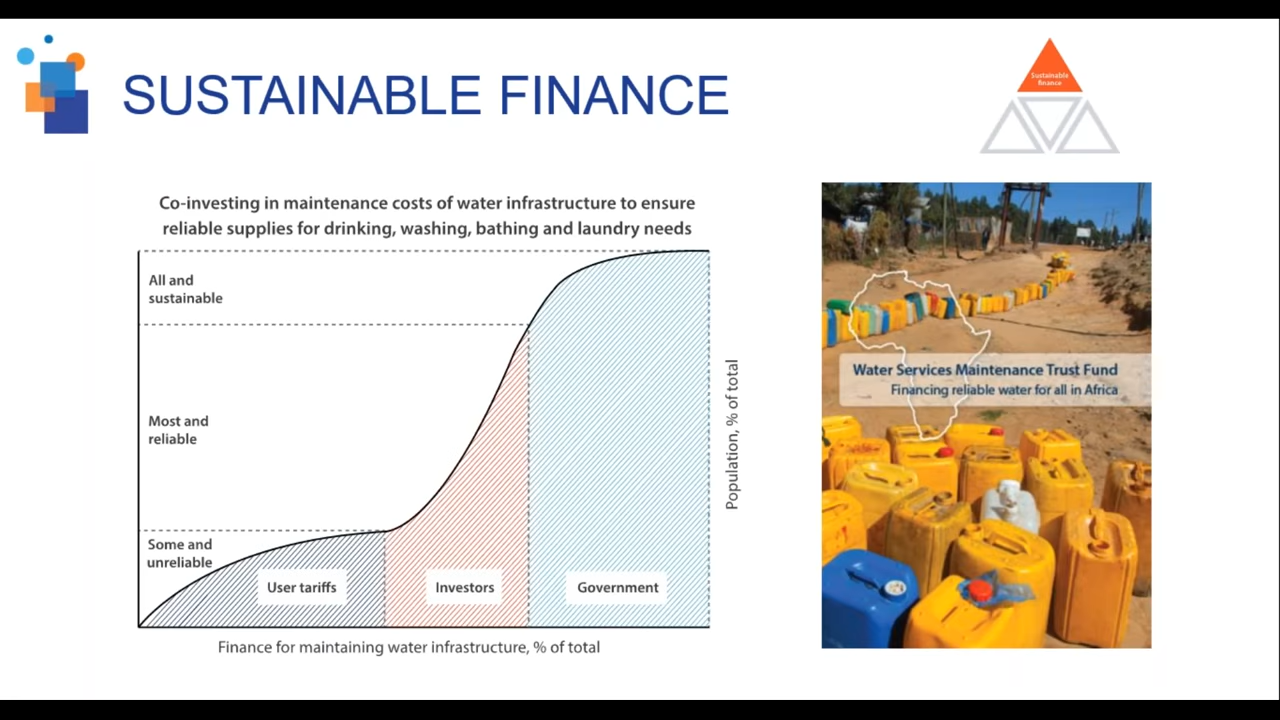 SUSTAINABLE FINANCE
Sustainable
finance
Co-investing in maintenance costs of water infrastructure to ensure
reliable supplies for drinking, washing, bathing and laundry needs
All and
sustainable
Most and
reliable
Some and
unreliable
User tariffs
Investors
Government
Population, % of total
Finance for maintaining water infrastructure, % of total
Water Services Maintenance Trust Fund
Financing reliable water for all in Africa